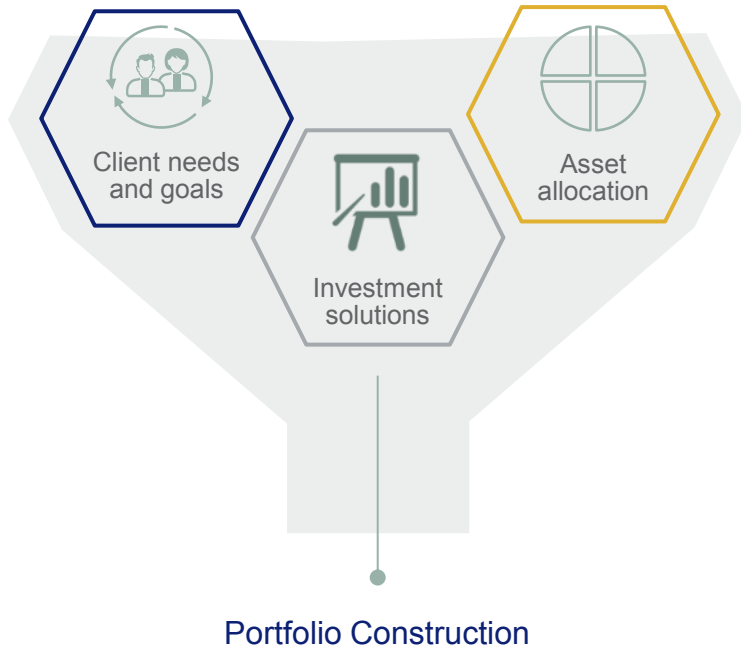 Client needs
and goals
Asset
allocation
Investment
solutions
Portfolio Construction